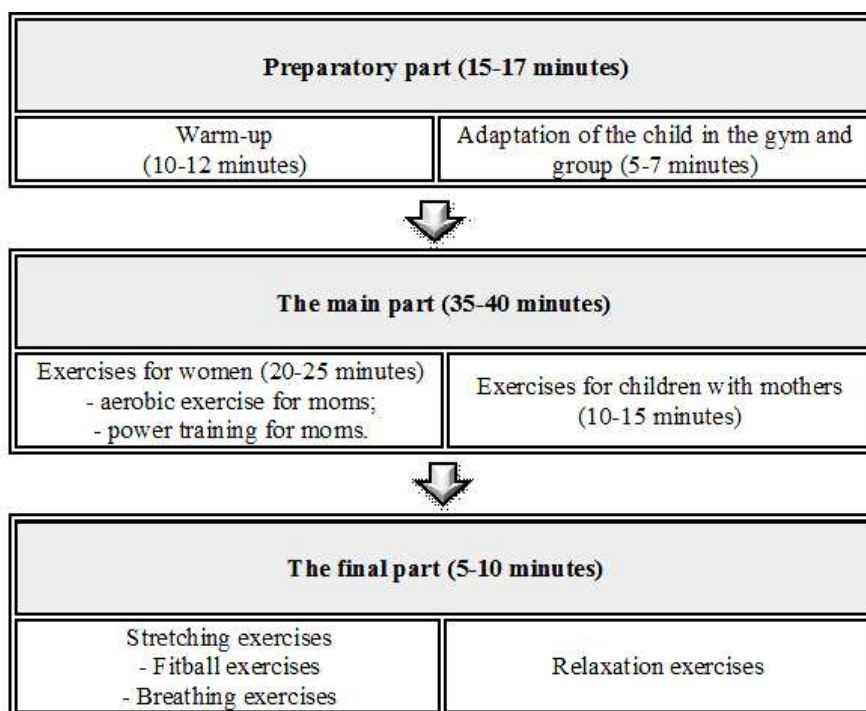 Preparatory part (15-17 minutes)
Warm-up
(10-12 minutes)
Adaptation of the child in the gym and
group (5-7 minutes)
The main part (35-40 minutes)
Exercises for women (20-25 minutes)
- aerobic exercise for moms;
- power training for moms.
Exercises for children with mothers
(10-15 minutes)
The final part (5-10 minutes)
Stretching exercises
- Fitball exercises
- Breathing exercises
Relaxation exercises